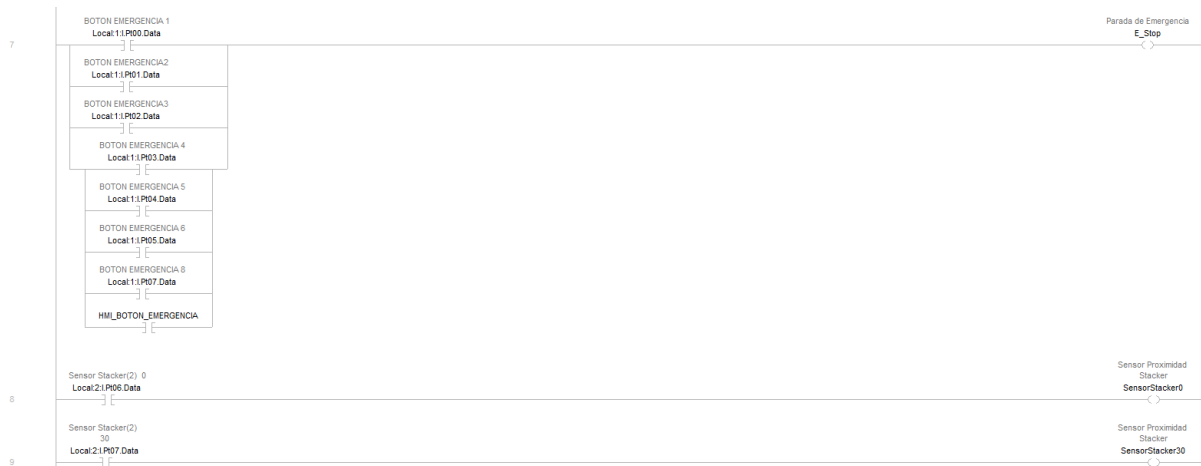 BOTON EMERGENCIA 1
Local:1:I.Pt00.Data
Parada de Emergencia
E_Stop
7
BOTON EMERGENCIA2
Local:1:I.Pt01.Data
BOTON EMERGENCIA3
Local:1:I.Pt02.Data
BOTON EMERGENCIA 4
Local:1:I.Pt03.Data
BOTON EMERGENCIA 5
Local:1:I.Pt04.Data
BOTON EMERGENCIA 6
Local:1:I.Pt05.Data
BOTON EMERGENCIA 8
Local:1:I.Pt07.Data
HMI_BOTON_EMERGENCIA
Sensor Stacker(2) 0
Local:2:I.Pt06.Data
Sensor Proximidad
Stacker
SensorStacker0
8
Sensor Stacker(2)
30
Local:2:I.Pt07.Data
Sensor Proximidad
Stacker
SensorStacker30
9